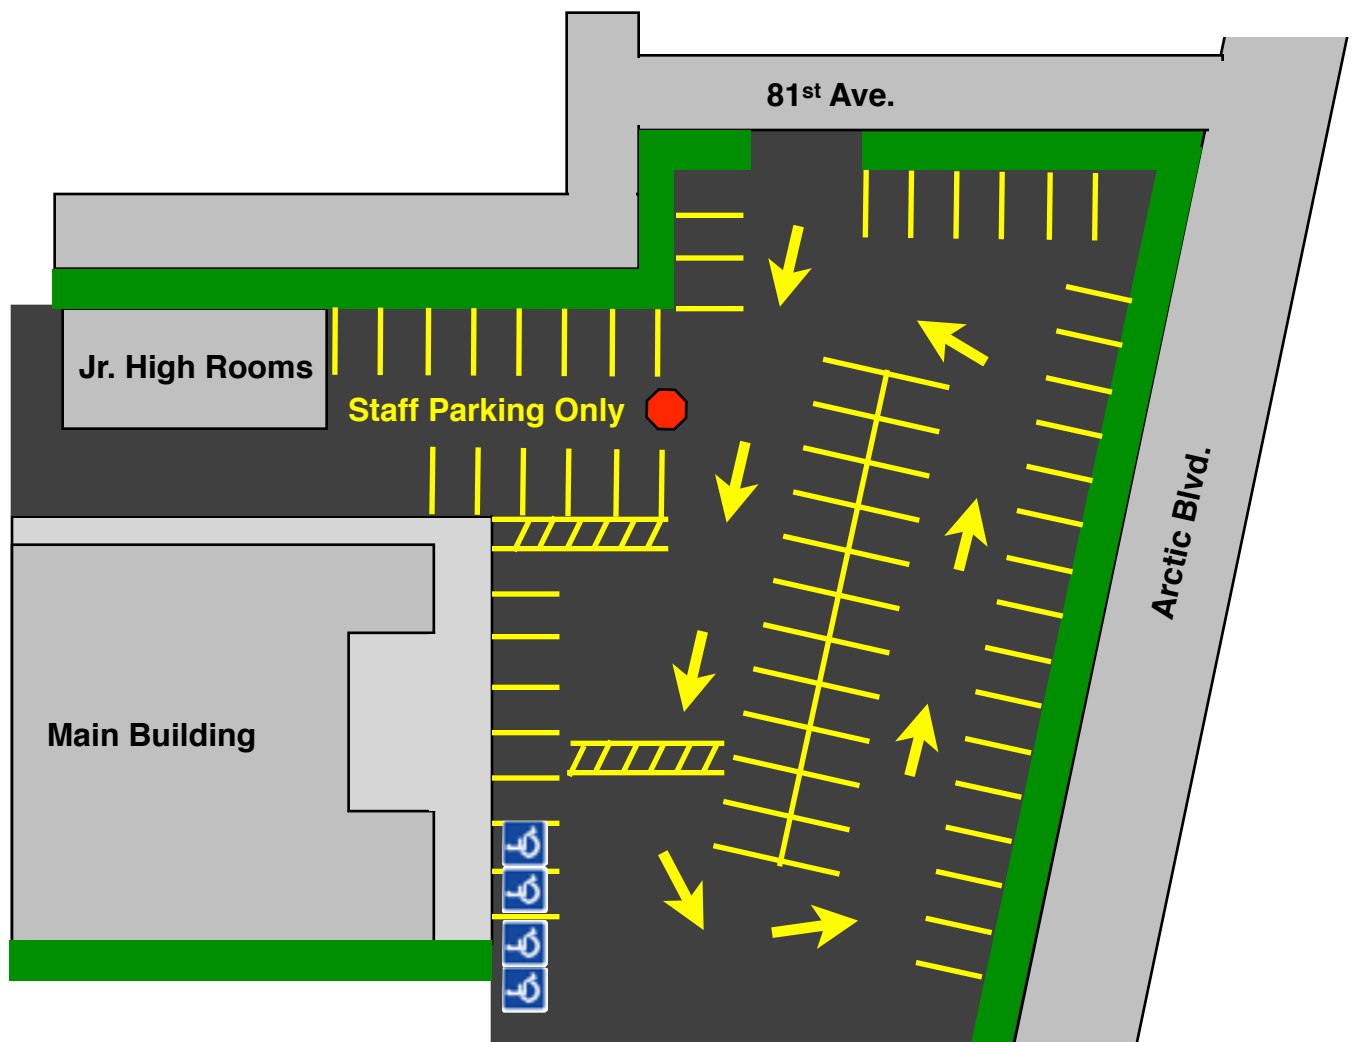 81st Ave.
Jr. High Rooms
Staff Parking Only
Arctic Blvd.
Main Building